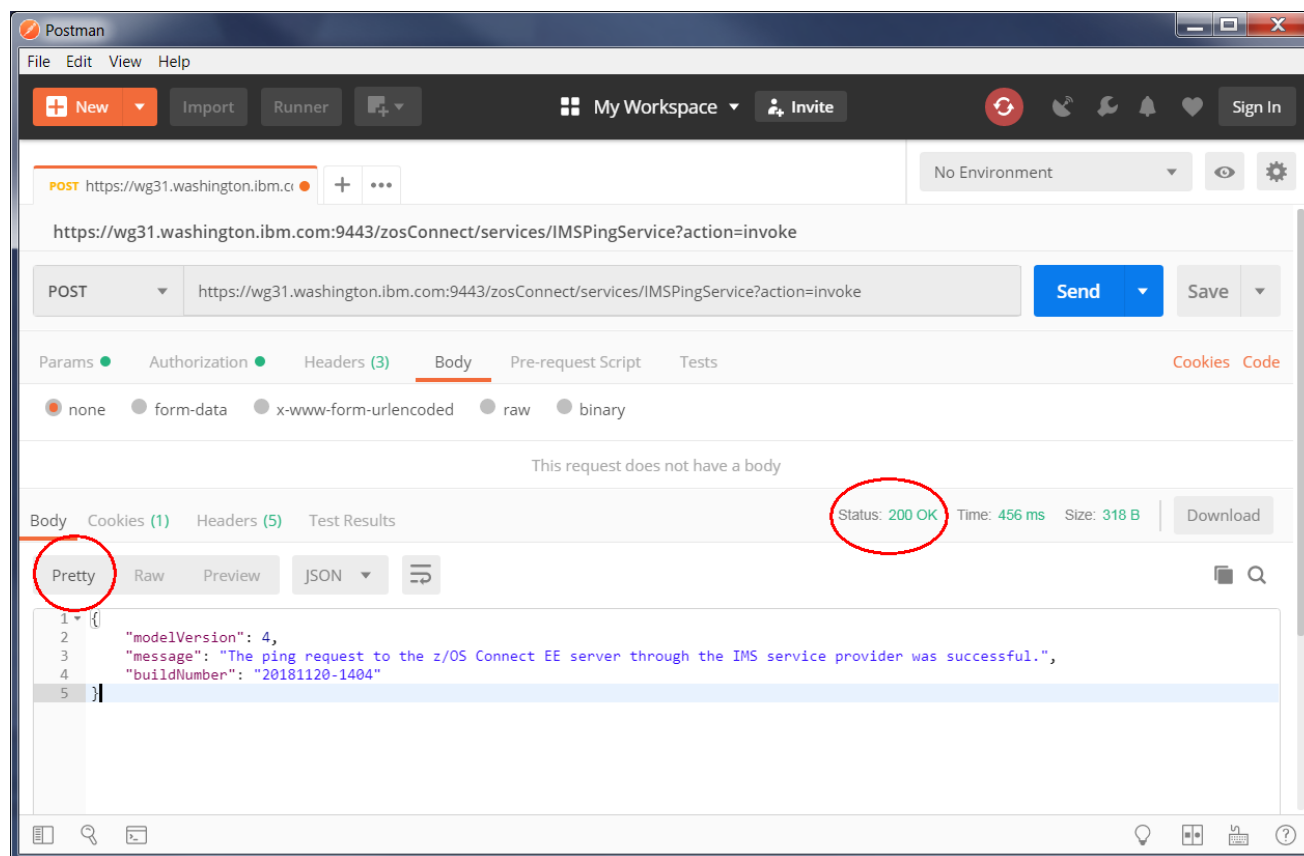 Postman
File Edit View Help
New Import Runner My Workspace Invite Sign In
POST https://wg31.washington.ibm.co No Environment
https://wg31.washington.ibm.com:9443/zosConnect/services/IMSPingService?action=invoke
POST https://wg31.washington.ibm.com:9443/zosConnect/services/IMSPingService?action=invoke Send Save
Params Authorization Headers (3) Body Pre-request Script Tests Cookies Code
none form-data x-www-form-urlencoded raw binary
This request does not have a body
Body Cookies (1) Headers (5) Test Results Status: 200 OK Time: 456 ms Size: 318 B Download
Pretty Raw Preview JSON
1 {
2 "modelVersion": 4,
3 "message": "The ping request to the z/OS Connect EE server through the IMS service provider was successful.",
4 "buildNumber": "20181120-1404"
5 }